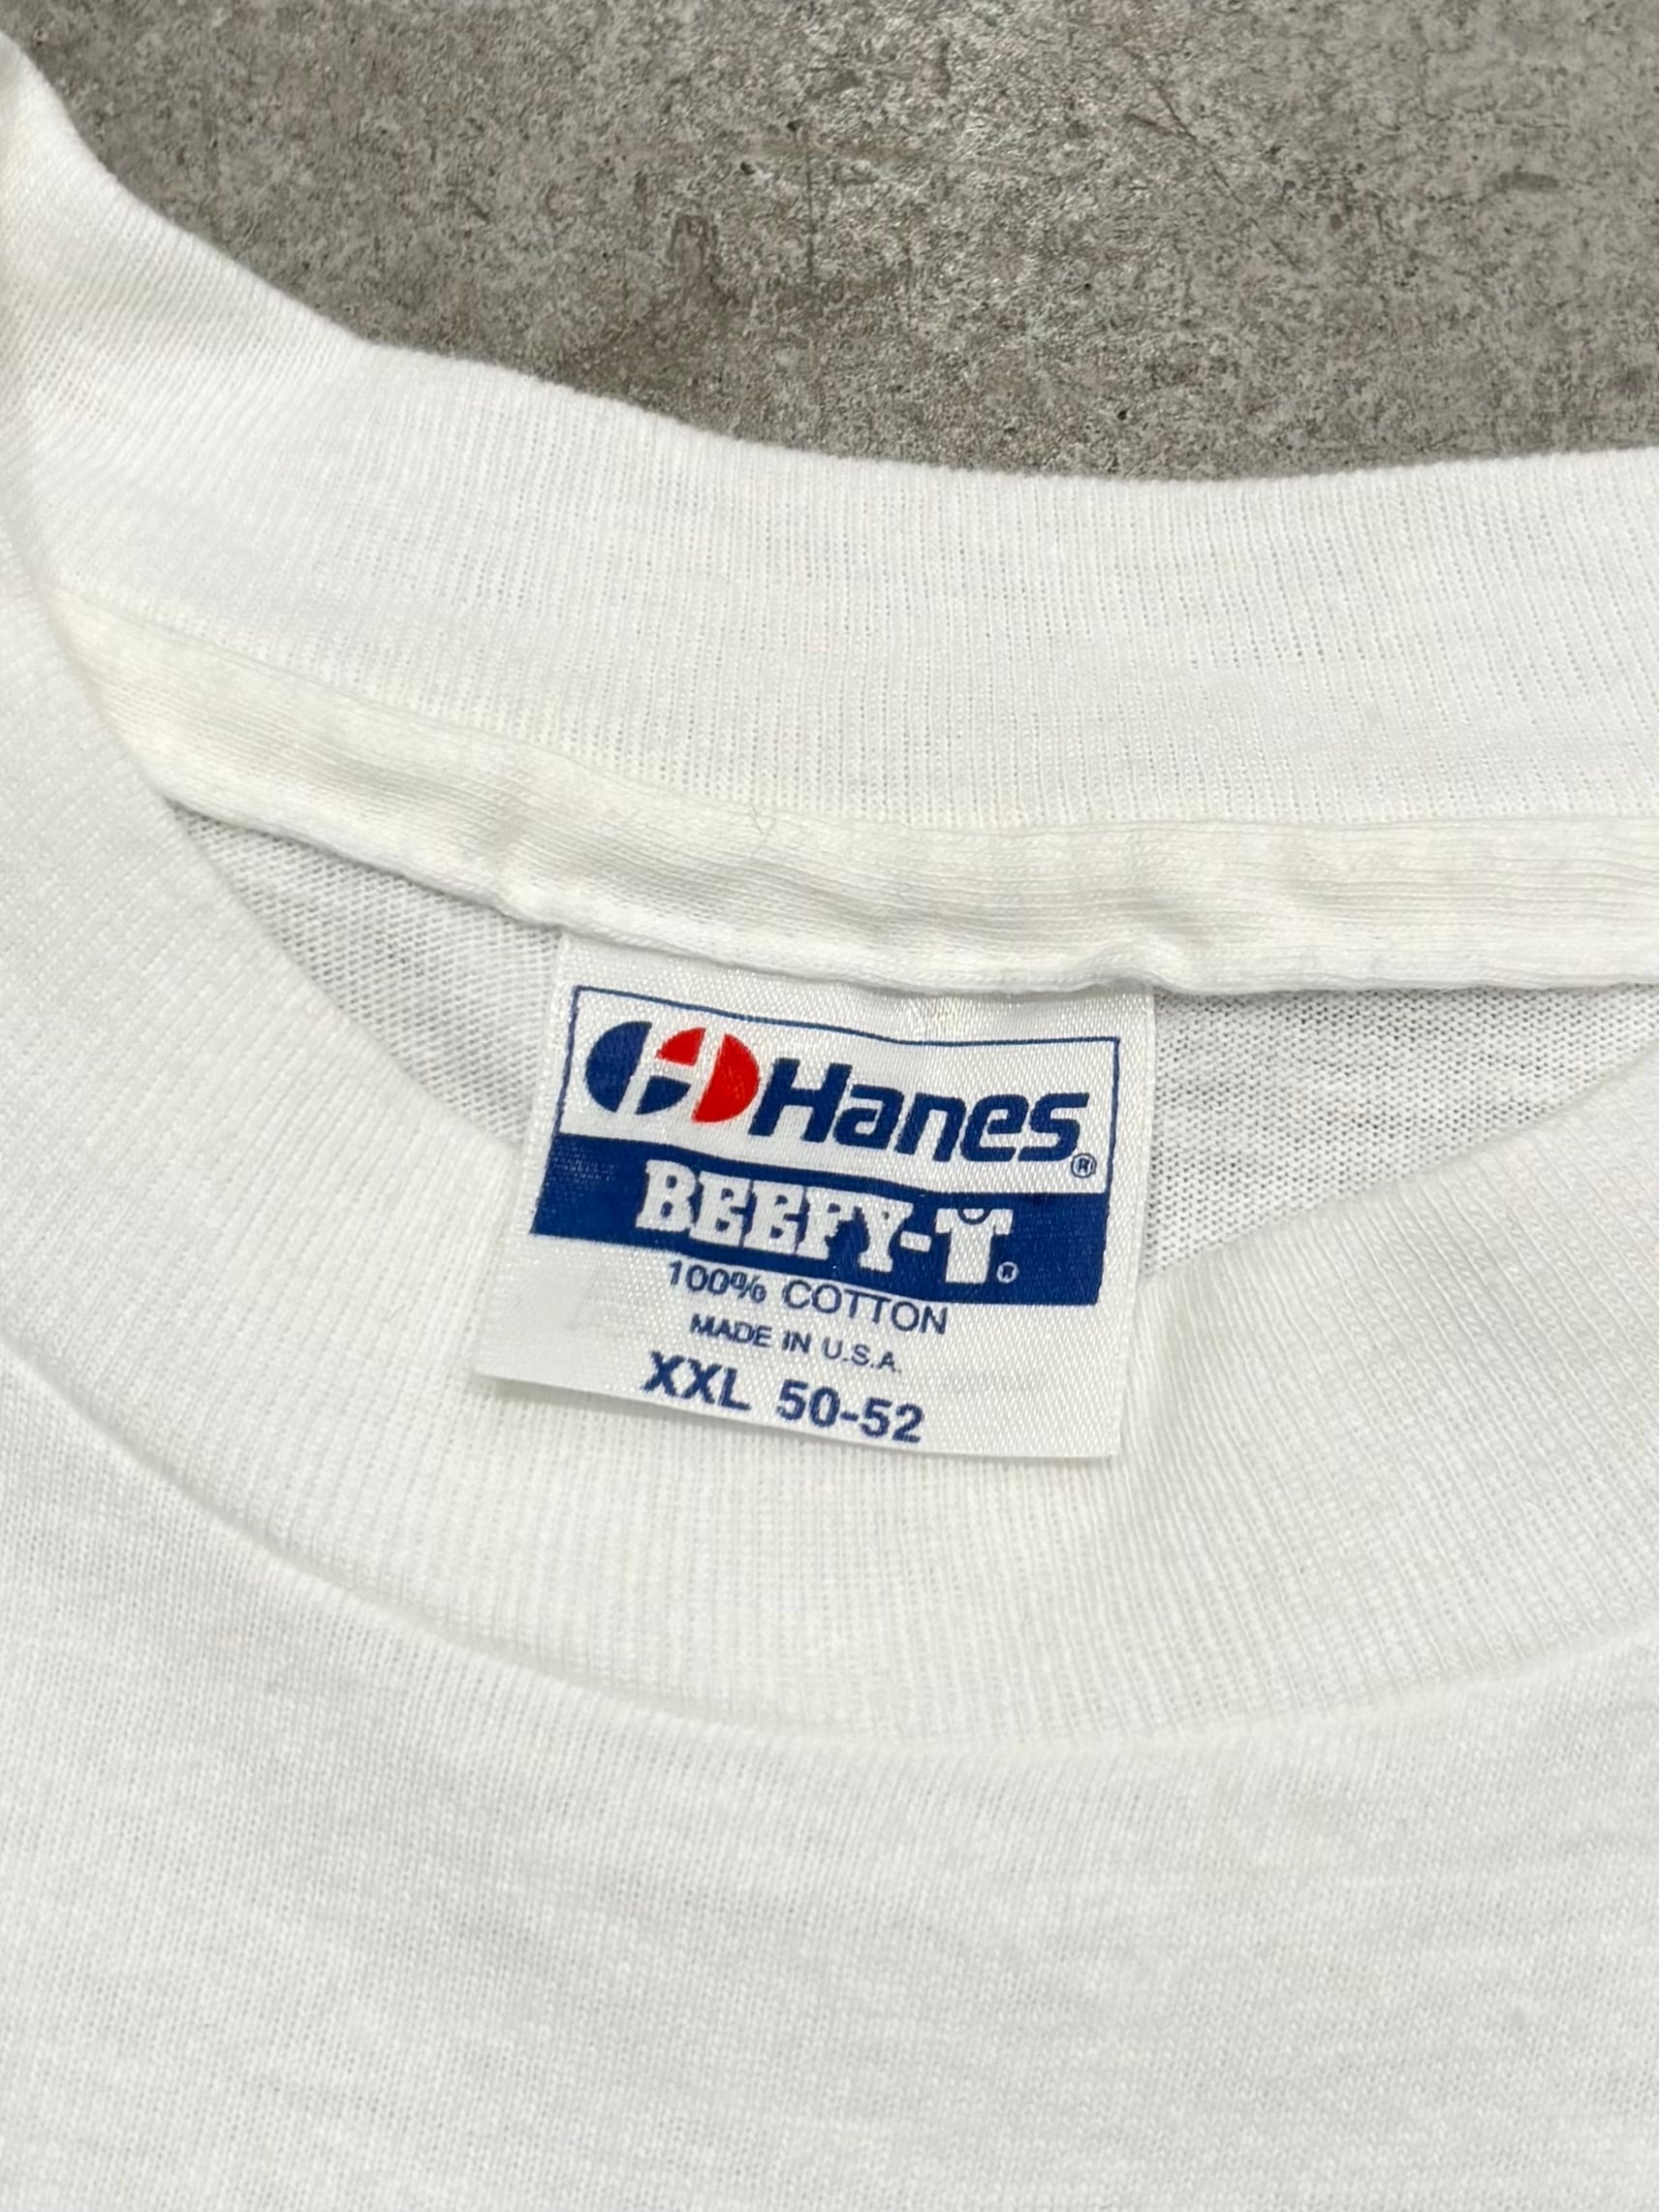 Hanes®
BEEFY-T®
100% COTTON
MADE IN U.S.A.
XXL 50-52